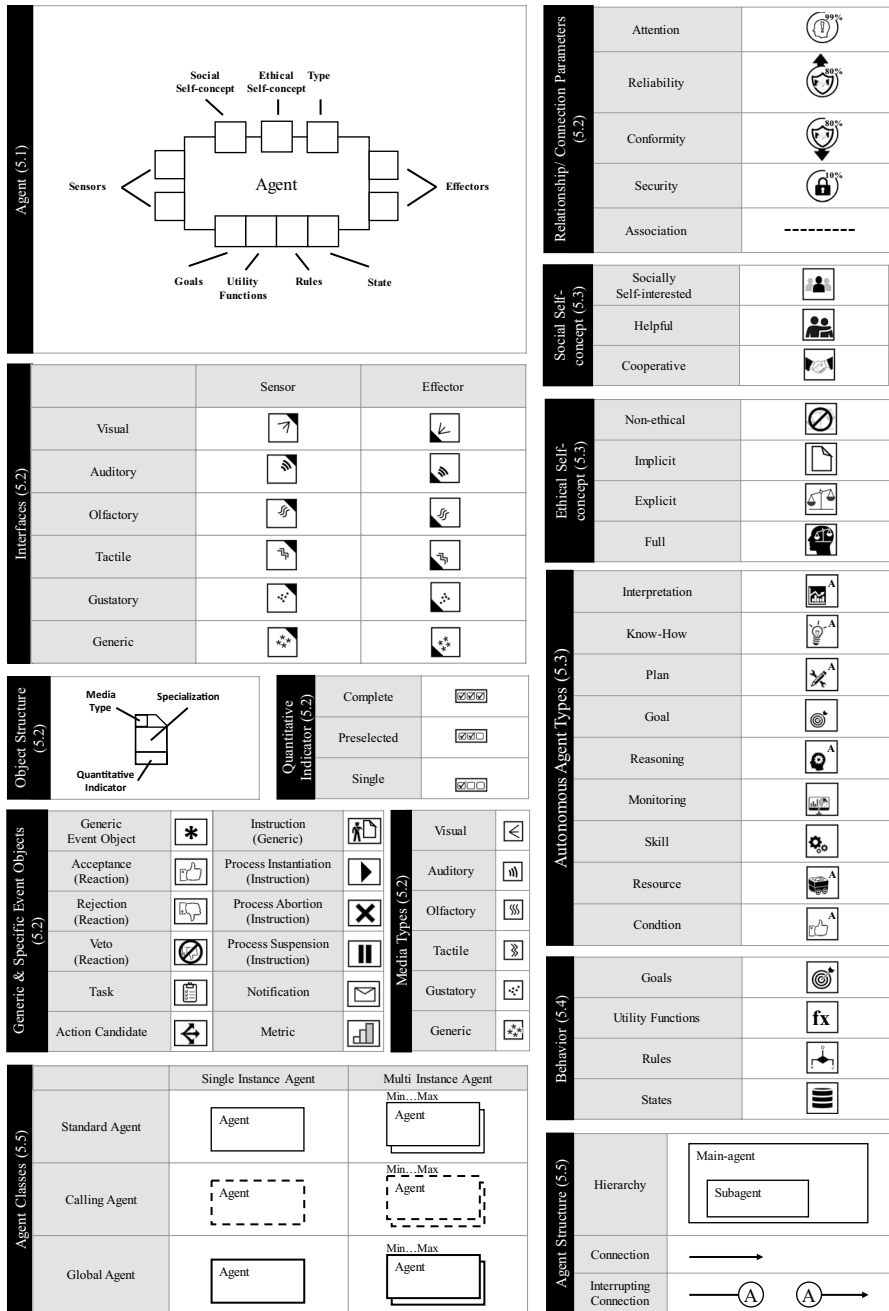 Agent (5.1)
Social
Self-concept
Ethical
Self-concept
Type
Sensors
Agent
Effectors
Goals
Utility
Functions
Rules
State
Interfaces (5.2)
Sensor
Effector
Visual
Auditory
Olfactory
Tactile
Gustatory
Generic
Object Structure
(5.2)
Media
Type
Specialization
Quantitative
Indicator
Quantitative
Indicator (5.2)
Complete
Preselected
Single
Generic & Specific Event Objects
(5.2)
Generic
Event Object
Instruction
(Generic)
Acceptance
(Reaction)
Process Instantiation
(Instruction)
Rejection
(Reaction)
Process Abortion
(Instruction)
Veto
(Reaction)
Process Suspension
(Instruction)
Task
Notification
Action Candidate
Metric
Media Types (5.2)
Visual
Auditory
Olfactory
Tactile
Gustatory
Generic
Agent Classes (5.5)
Single Instance Agent
Multi Instance Agent
Standard Agent
Agent
Min...Max
Agent
Calling Agent
Agent
Min...Max
Agent
Global Agent
Agent
Min...Max
Agent
Relationship/ Connection Parameters
(5.2)
Attention
99%
Reliability
80%
Conformity
80%
Security
10%
Association
Social Self-
concept (5.3)
Socially
Self-interested
Helpful
Cooperative
Ethical Self-
concept (5.3)
Non-ethical
Implicit
Explicit
Full
Autonomous Agent Types (5.3)
Interpretation
A
Know-How
A
Plan
A
Goal
Reasoning
A
Monitoring
Skill
Resource
A
Condtion
A
Behavior (5.4)
Goals
Utility Functions
fx
Rules
States
Agent Structure (5.5)
Hierarchy
Main-agent
Subagent
Connection
Interrupting
Connection
A
A